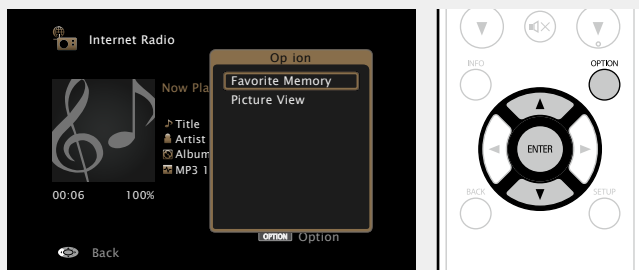 Internet Radio
Op ion
Favorite Memory
Picture View
Now Pla
Title
Artist
Album
MP3 1
00:06 100%
OPTION Option
Back
INFO OPTION
ENTER
BACK SETUP